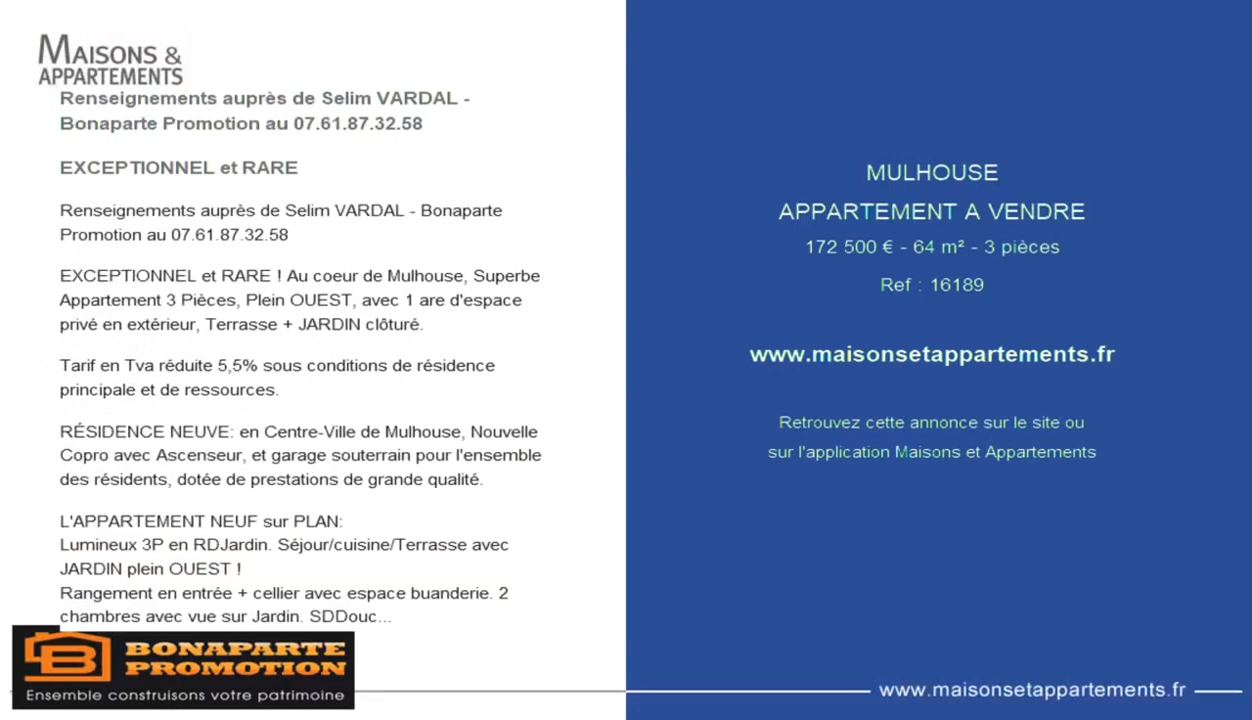 MAISONS &
APPARTEMENTS
Renseignements auprès de Selim VARDAL -
Bonaparte Promotion au 07.61.87.32.58
EXCEPTIONNEL et RARE
Renseignements auprès de Selim VARDAL - Bonaparte
Promotion au 07.61.87.32.58
EXCEPTIONNEL et RARE ! Au coeur de Mulhouse, Superbe
Appartement 3 Pièces, Plein OUEST, avec 1 are d'espace
privé en extérieur, Terrasse + JARDIN clôturé.
Tarif en Tva réduite 5,5% sous conditions de résidence
principale et de ressources.
RÉSIDENCE NEUVE: en Centre-Ville de Mulhouse, Nouvelle
Copro avec Ascenseur, et garage souterrain pour l'ensemble
des résidents, dotée de prestations de grande qualité.
L'APPARTEMENT NEUF sur PLAN:
Lumineux 3P en RDJardin. Séjour/cuisine/Terrasse avec
JARDIN plein OUEST !
Rangement en entrée + cellier avec espace buanderie. 2
chambres avec vue sur Jardin. SDDouc...
B BONAPARTE
PROMOTION
Ensemble construisons votre patrimoine
MULHOUSE
APPARTEMENT A VENDRE
172 500 € - 64 m² - 3 pièces
Ref : 16189
www.maisonsetappartements.fr
Retrouvez cette annonce sur le site ou
sur l'application Maisons et Appartements
www.maisonsetappartements.fr